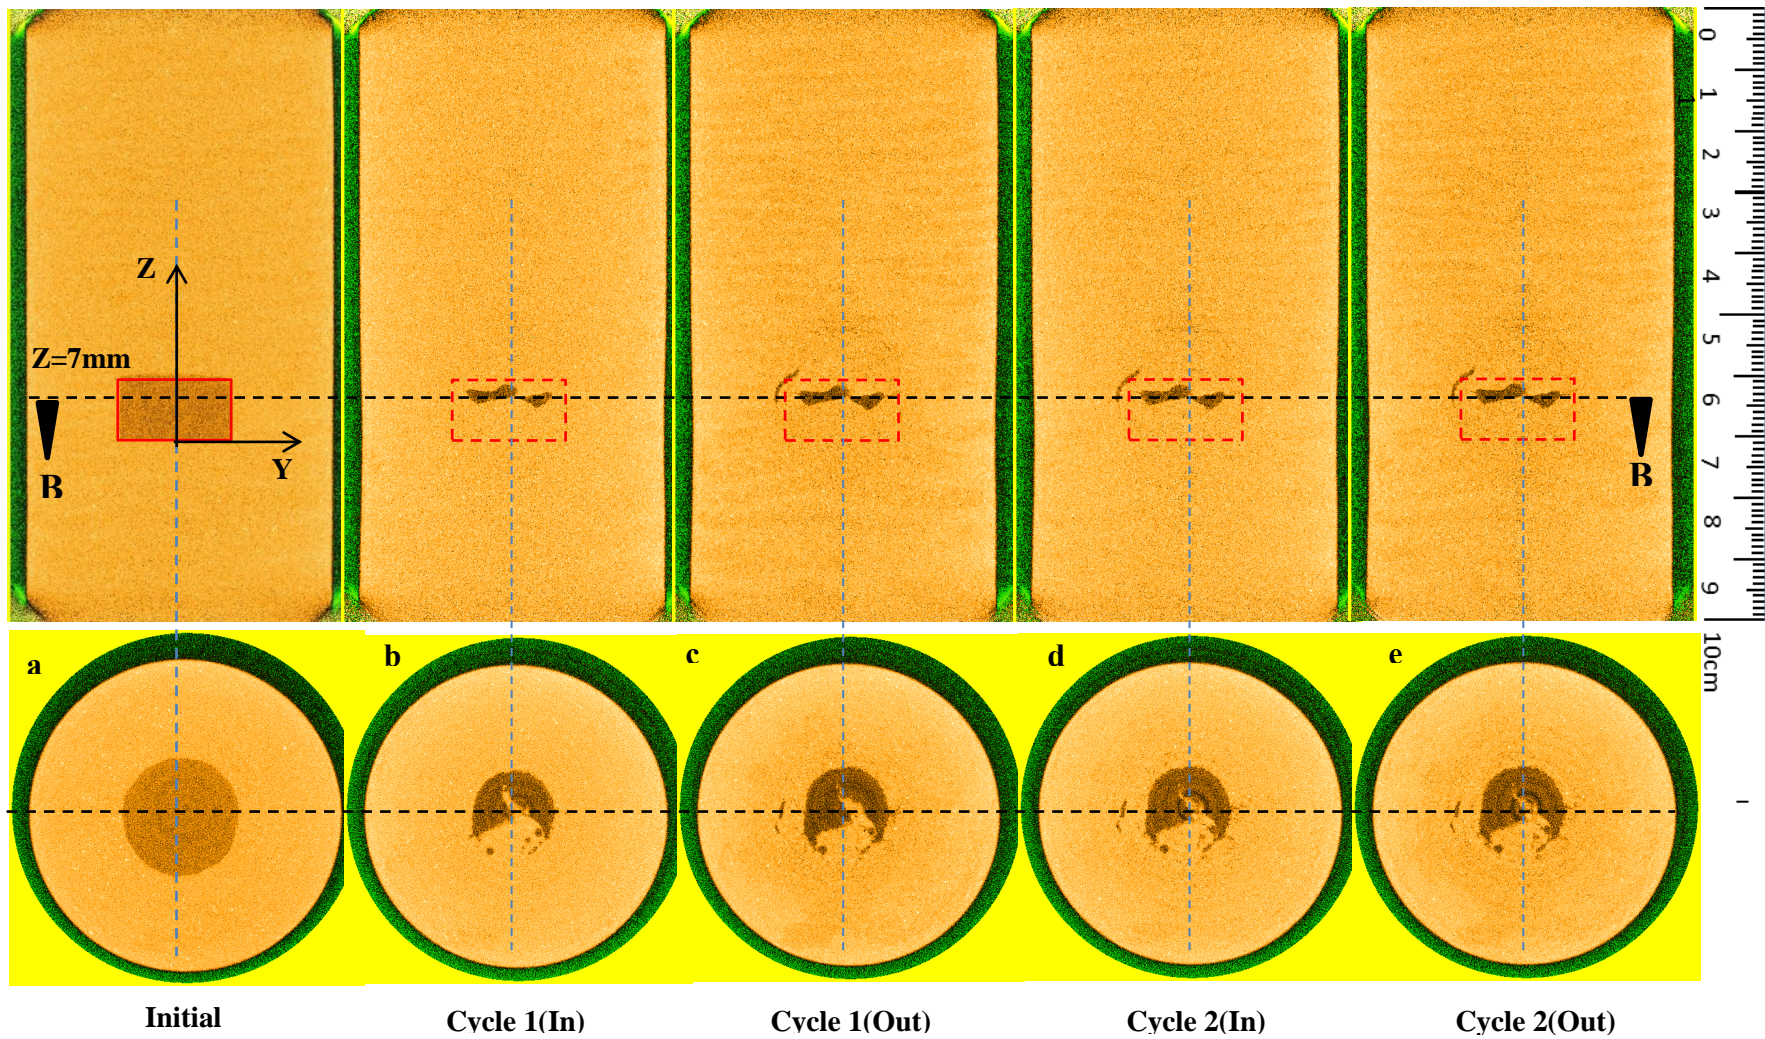 0
1
2
3
4
5
6
7
8
9
10cm
Z
Z=7mm
Y
B
B
a
b
c
d
e
Initial
Cycle 1(In)
Cycle 1(Out)
Cycle 2(In)
Cycle 2(Out)